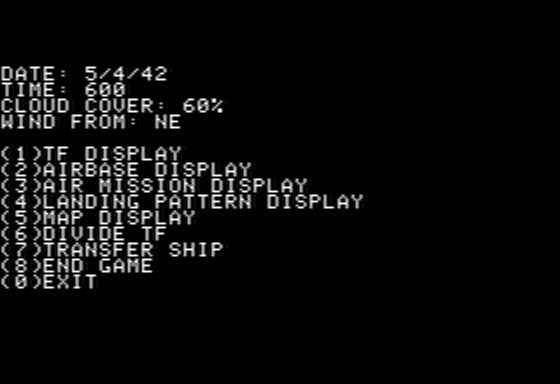 DATE: 5/4/42
TIME: 600
CLOUD COVER: 60%
WIND FROM: NE
(1)TF DISPLAY
(2)AIRBASE DISPLAY
(3)AIR MISSION DISPLAY
(4)LANDING PATTERN DISPLAY
(5)MAP DISPLAY
(6)DIVIDE TF
(7)TRANSFER SHIP
(8)END GAME
(0)EXIT